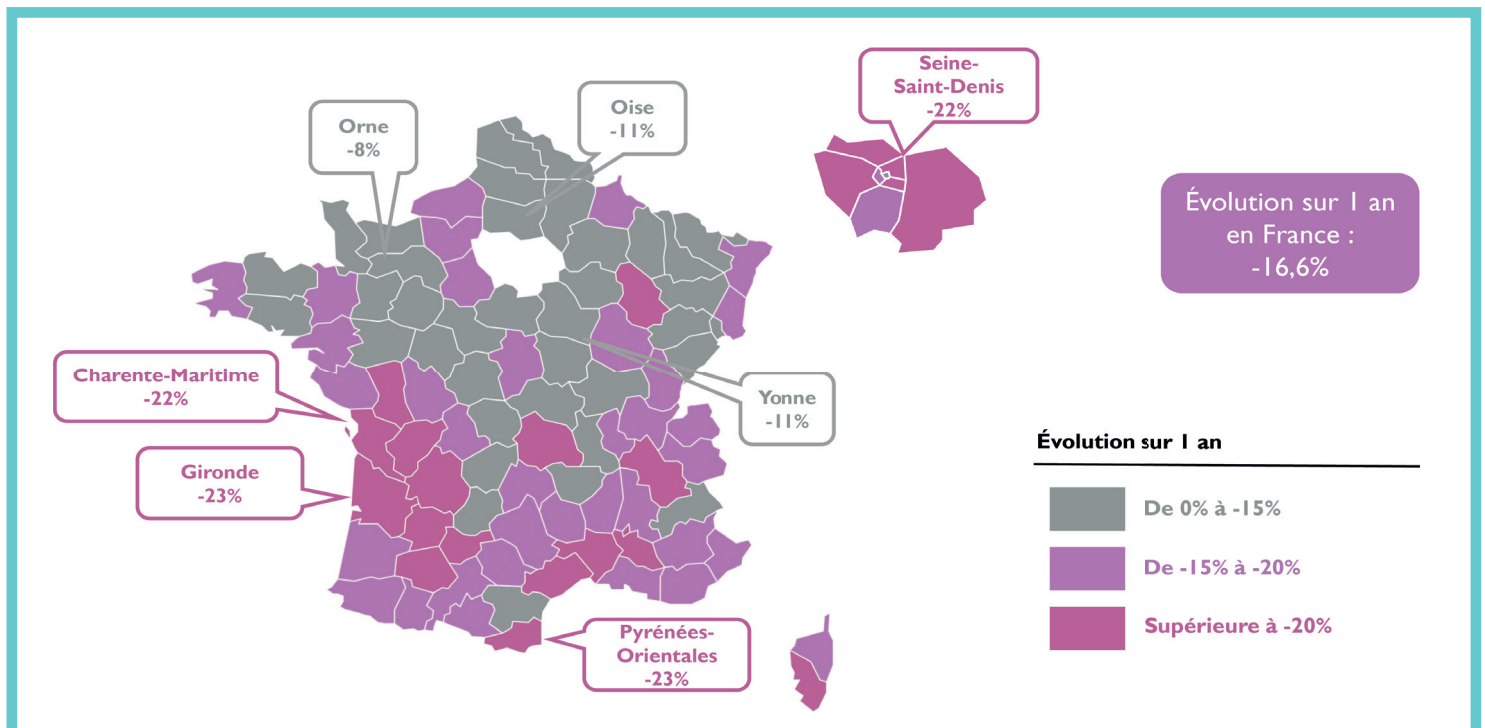 Orne
-8%
Oise
-11%
Seine-
Saint-Denis
-22%
Évolution sur 1 an
en France :
-16,6%
Charente-Maritime
-22%
Gironde
-23%
Yonne
-11%
Pyrénées-
Orientales
-23%
Évolution sur 1 an
De 0% à -15%
De -15% à -20%
Supérieure à -20%